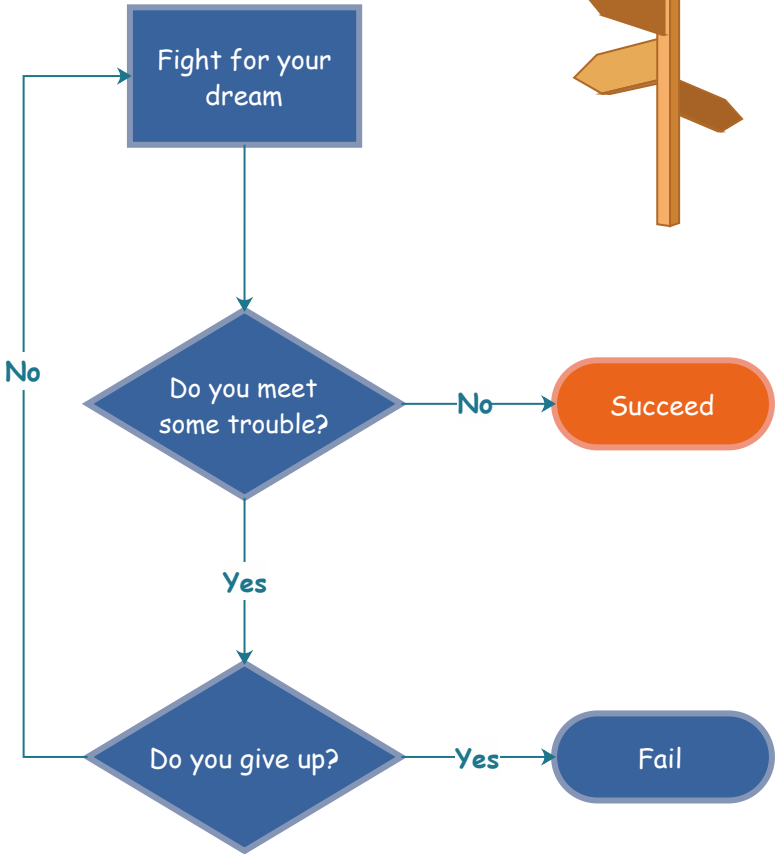 Fight for your
dream
No
Do you meet
some trouble?
No
Succeed
Yes
Do you give up?
Yes
Fail